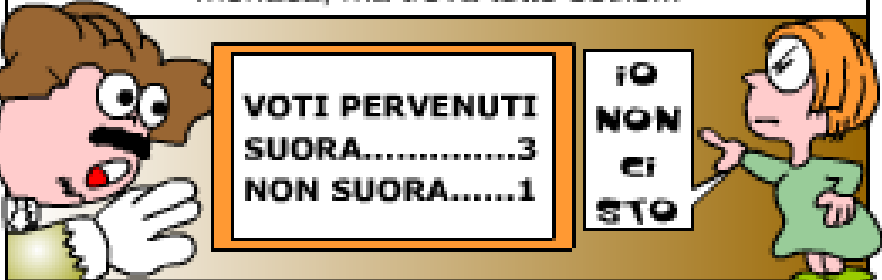 VOTI PERVENUTI
SUORA..............3
NON SUORA......1
iO
NON
Ci
STO